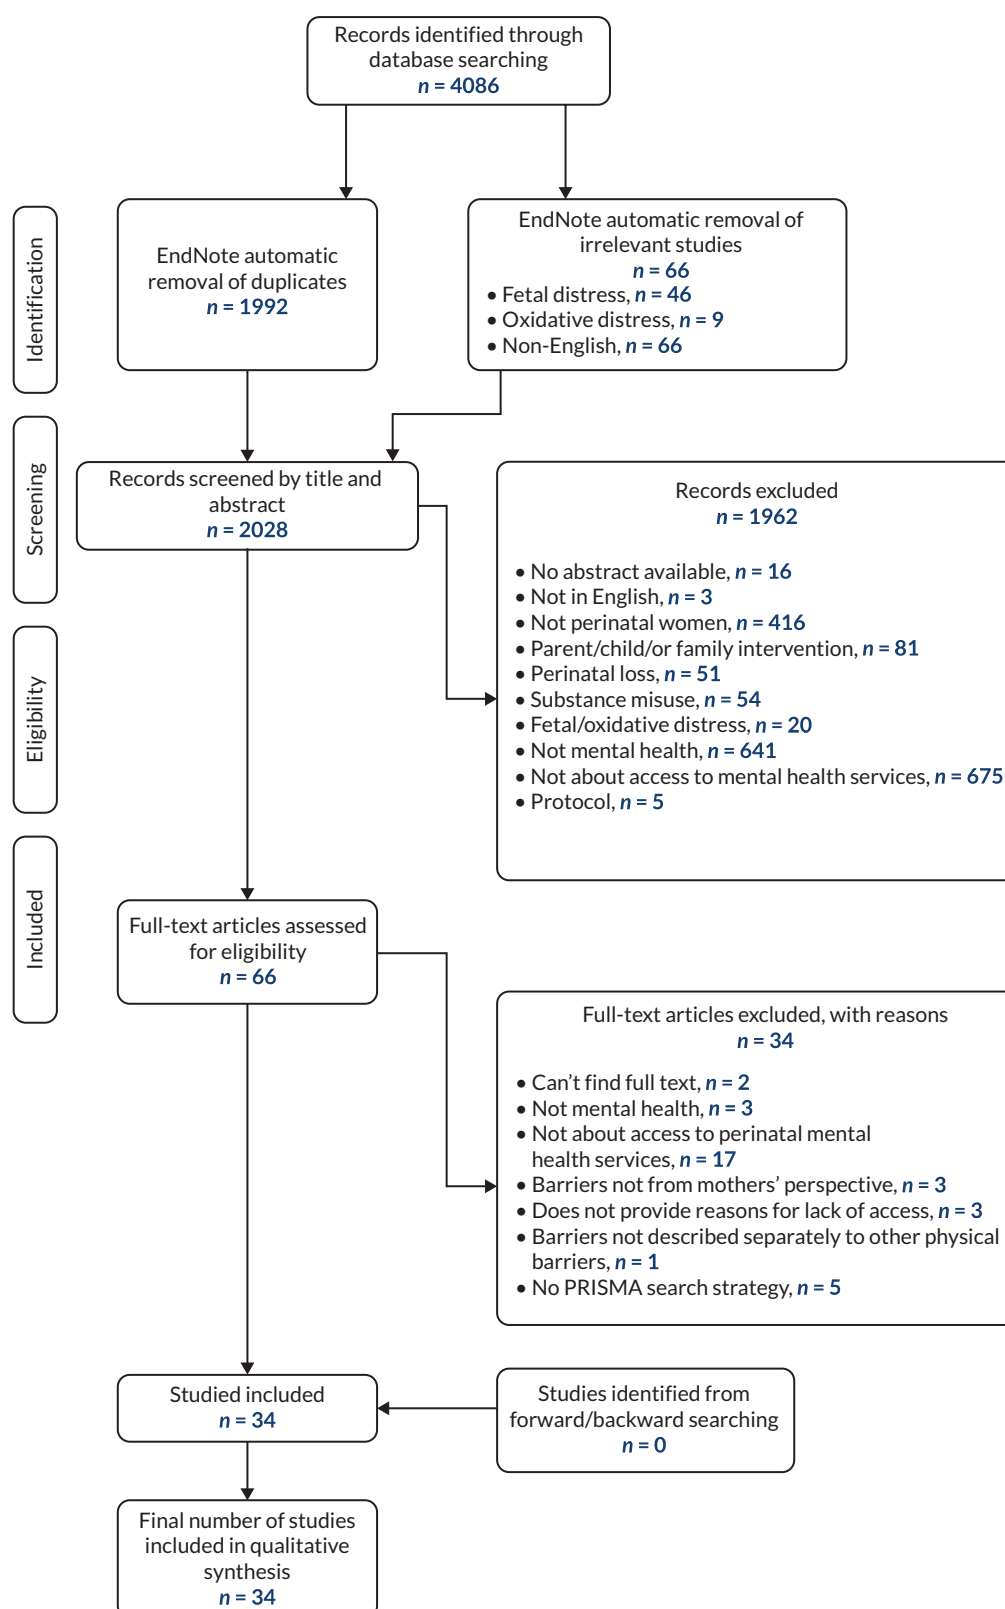 Records identified through
database searching
n = 4086
Identification
EndNote automatic
removal of duplicates
n = 1992
EndNote automatic removal of
irrelevant studies
n = 66
• Fetal distress, n = 46
• Oxidative distress, n = 9
• Non-English, n = 66
Screening
Records screened by title and
abstract
n = 2028
Records excluded
n = 1962
• No abstract available, n = 16
• Not in English, n = 3
• Not perinatal women, n = 416
• Parent/child/or family intervention, n = 81
• Perinatal loss, n = 51
• Substance misuse, n = 54
• Fetal/oxidative distress, n = 20
• Not mental health, n = 641
• Not about access to mental health services, n = 675
• Protocol, n = 5
Eligibility
Included
Full-text articles assessed
for eligibility
n = 66
Full-text articles excluded, with reasons
n = 34
• Can't find full text, n = 2
• Not mental health, n = 3
• Not about access to perinatal mental
health services, n = 17
• Barriers not from mothers' perspective, n = 3
• Does not provide reasons for lack of access, n = 3
• Barriers not described separately to other physical
barriers, n = 1
• No PRISMA search strategy, n = 5
Studied included
n = 34
Studies identified from
forward/backward searching
n = 0
Final number of studies
included in qualitative
synthesis
n = 34